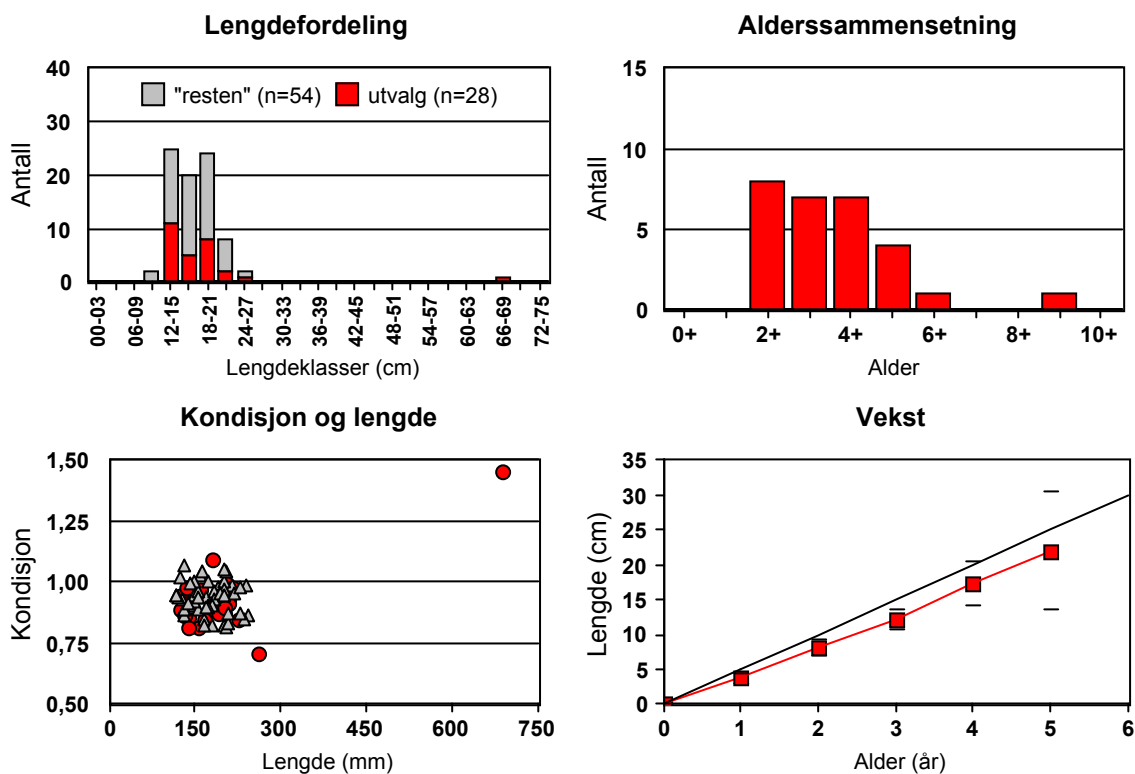 Lengdefordeling
40
30
20
10
0
Antall
"resten" (n=54) utvalg (n=28)
00-03 06-09 12-15 18-21 24-27 30-33 36-39 42-45 48-51 54-57 60-63 66-69 72-75
Lengdeklasser (cm)
Alderssammensetning
15
10
5
0
Antall
0+ 2+ 4+ 6+ 8+ 10+
Alder
Kondisjon og lengde
1,50
1,25
1,00
0,75
0,50
Kondisjon
0 150 300 450 600 750
Lengde (mm)
Vekst
35
30
25
20
15
10
5
0
Lengde (cm)
0 1 2 3 4 5 6
Alder (år)